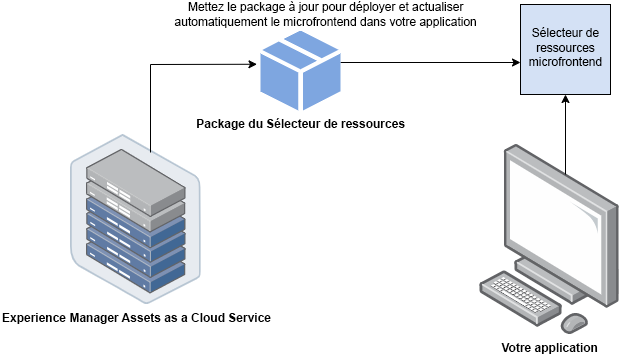 Mettez le package à jour pour déployer et actualiser
automatiquement le microfrontend dans votre application
Sélecteur de
ressources
microfrontend
Package du Sélecteur de ressources
Experience Manager Assets as a Cloud Service
Votre application